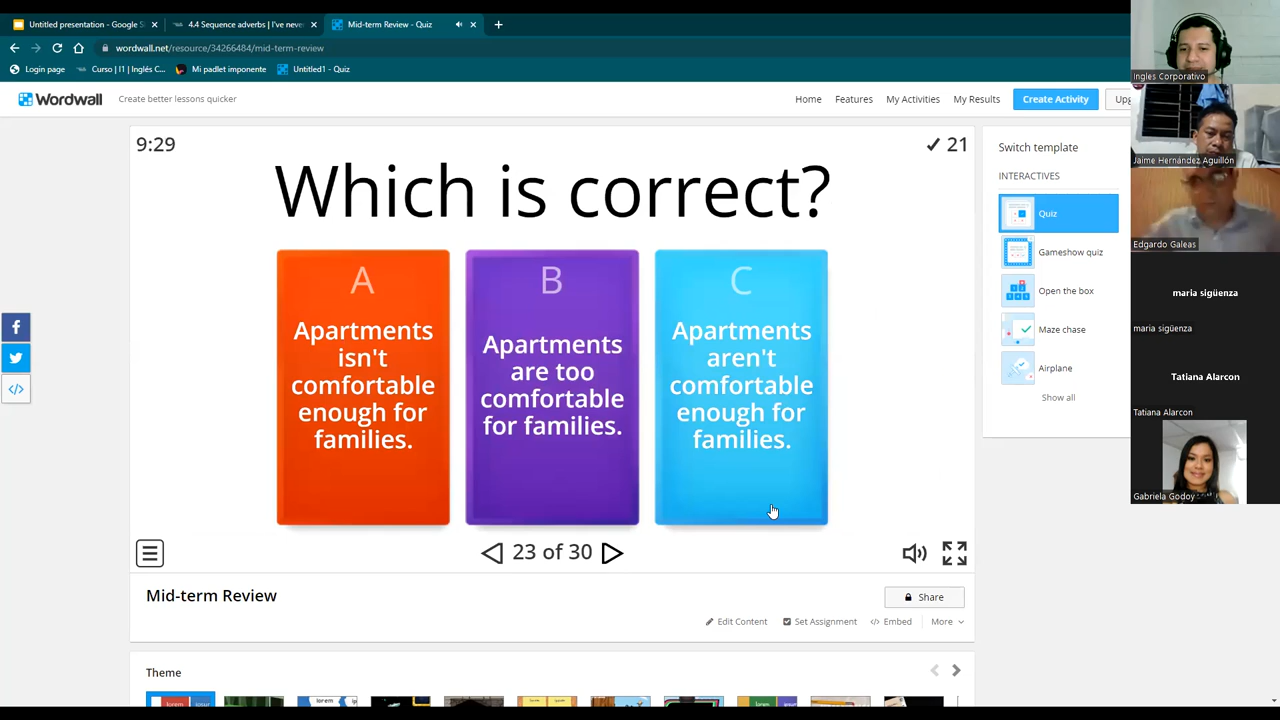 Untitled presentation - Google S
4.4 Sequence adverbs | I've neve
Mid-term Review - Quiz
wordwall.net/resource/34266484/mid-term-review
Login page
Curso | I1 | Inglés C...
Mi padlet imponente
Untitled1 - Quiz
Wordwall
Create better lessons quicker
Home
Features
My Activities
My Results
Create Activity
Upg
9:29
21
Which is correct?
A
Apartments
isn't
comfortable
enough for
families.
B
Apartments
are too
comfortable
for families.
C
Apartments
aren't
comfortable
enough for
families.
23 of 30
Mid-term Review
Share
Edit Content
Set Assignment
Embed
More
Theme
Switch template
INTERACTIVES
Quiz
Gameshow quiz
Open the box
Maze chase
Airplane
Show all
Ingles Corporativo
Jaime Hernández Aguillón
Edgardo Galeas
maria sigüenza
maria sigüenza
Tatiana Alarcon
Tatiana Alarcon
Gabriela Godoy